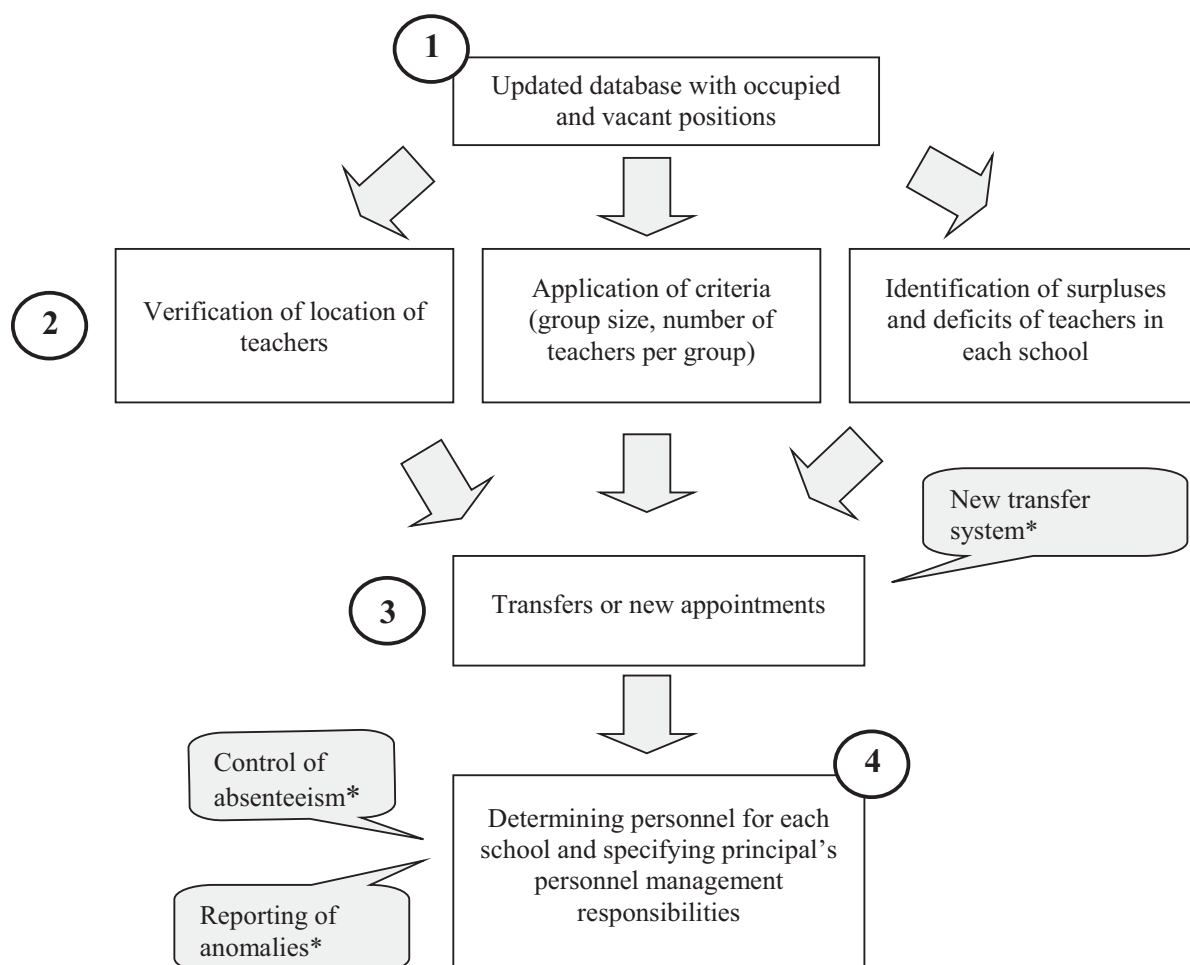 1
Updated database with occupied
and vacant positions
2
Verification of location of
teachers
Application of criteria
(group size, number of
teachers per group)
Identification of surpluses
and deficits of teachers in
each school
New transfer
system*
3
Transfers or new appointments
Control of
absenteeism*
4
Determining personnel for each
school and specifying principal’s
personnel management
responsibilities
Reporting of
anomalies*